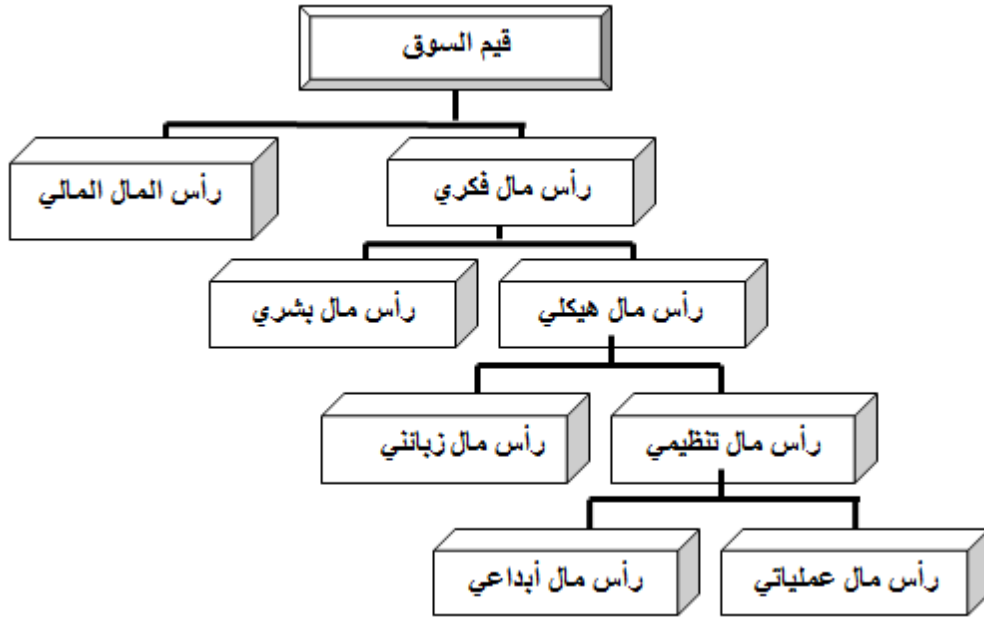 قيم السوق
رأس مال فكري
رأس المال المالي
رأس مال هيكلي
رأس مال بشري
رأس مال تنظيمي
رأس مال زبانني
رأس مال عملياتي
رأس مال أبداعي